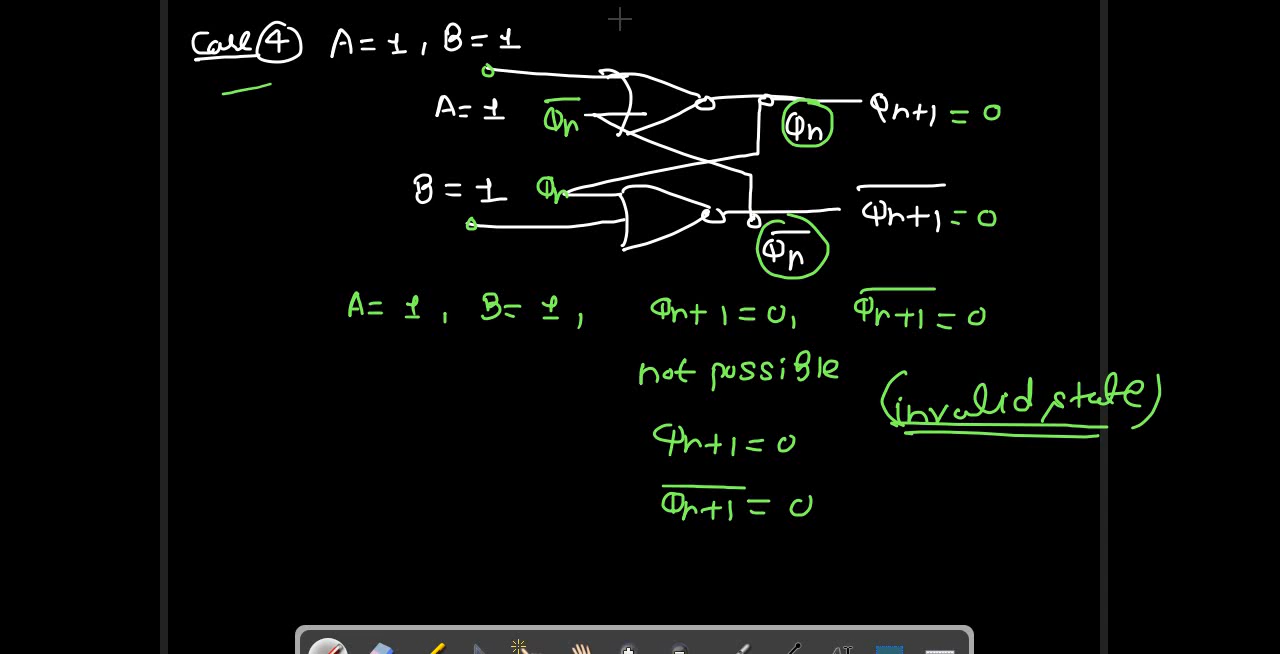 Case ④ A = 1, B = 1
A = 1 Q̅n Qn Qn+1 = 0
B = 1 Qn Q̅n+1 = 0
Q̅n
A = 1, B = 1, Qn+1 = 0, Q̅n+1 = 0
not possible
(invalid state)
Qn+1 = 0
Q̅n+1 = 0